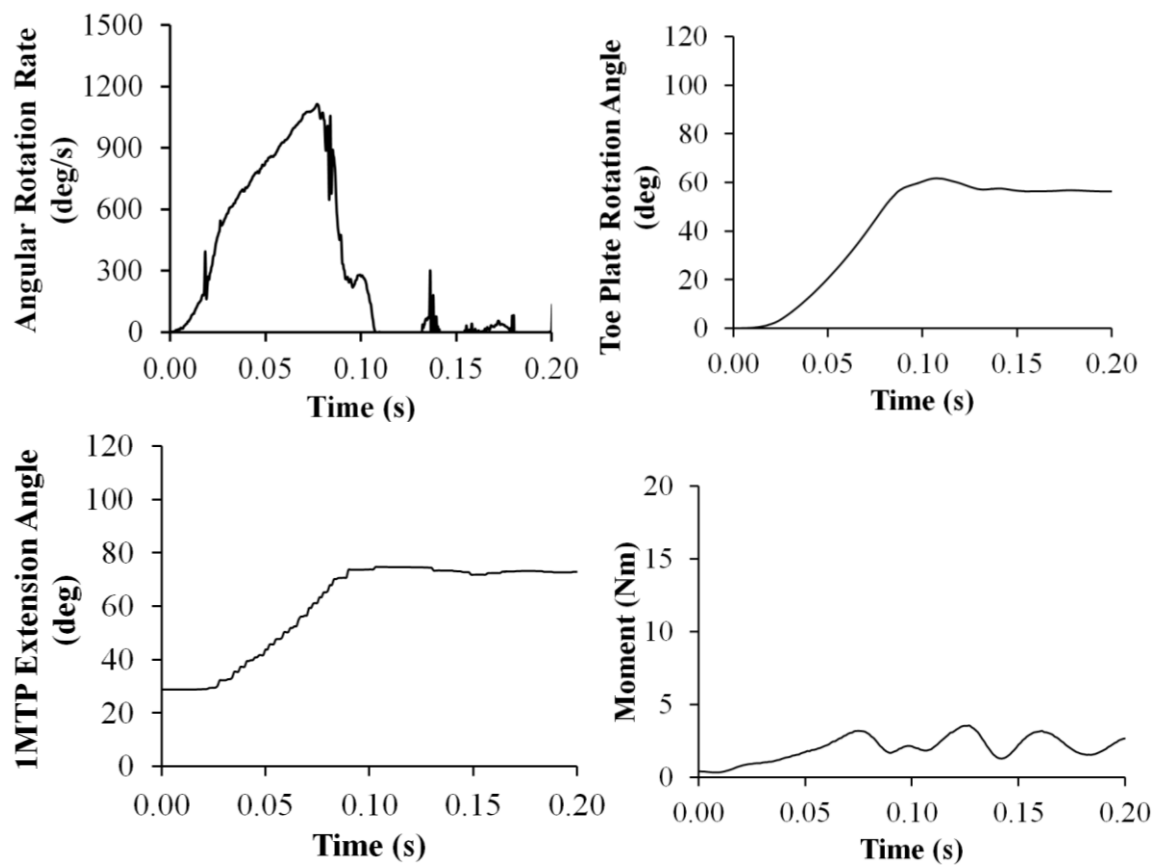 Angular Rotation Rate
(deg/s)
1500
1200
900
600
300
0
0.00 0.05 0.10 0.15 0.20
Time (s)
Toe Plate Rotation Angle
(deg)
120
100
80
60
40
20
0
0.00 0.05 0.10 0.15 0.20
Time (s)
1MTP Extension Angle
(deg)
120
100
80
60
40
20
0
0.00 0.05 0.10 0.15 0.20
Time (s)
Moment (Nm)
20
15
10
5
0
0.00 0.05 0.10 0.15 0.20
Time (s)